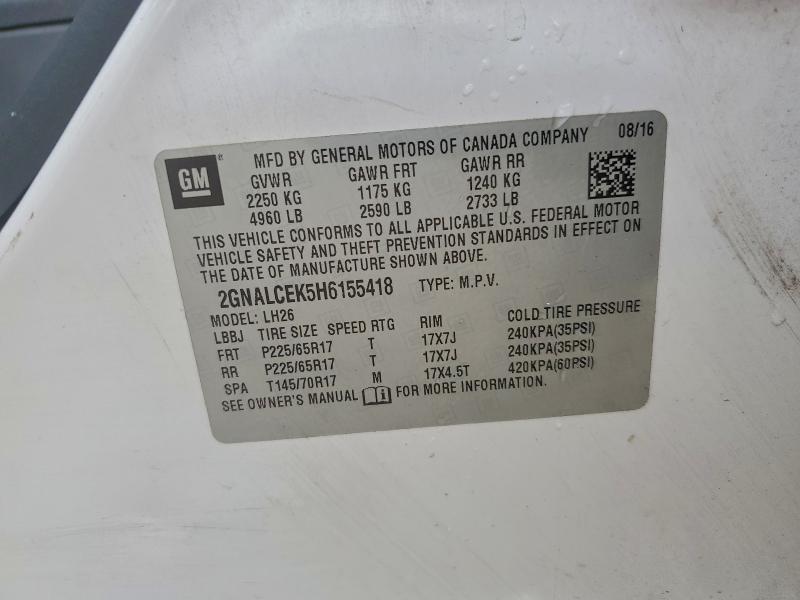 GM
MFD BY GENERAL MOTORS OF CANADA COMPANY 08/16
GVWR GAWR FRT GAWR RR
2250 KG 1175 KG 1240 KG
4960 LB 2590 LB 2733 LB
THIS VEHICLE CONFORMS TO ALL APPLICABLE U.S. FEDERAL MOTOR
VEHICLE SAFETY AND THEFT PREVENTION STANDARDS IN EFFECT ON
THE DATE OF MANUFACTURE SHOWN ABOVE.
2GNALCEK5H6155418 TYPE: M.P.V.
MODEL: LH26
LBBJ TIRE SIZE SPEED RTG RIM COLD TIRE PRESSURE
FRT P225/65R17 T 17X7J 240KPA(35PSI)
RR P225/65R17 T 17X7J 240KPA(35PSI)
SPA T145/70R17 M 17X4.5T 420KPA(60PSI)
SEE OWNER'S MANUAL FOR MORE INFORMATION.